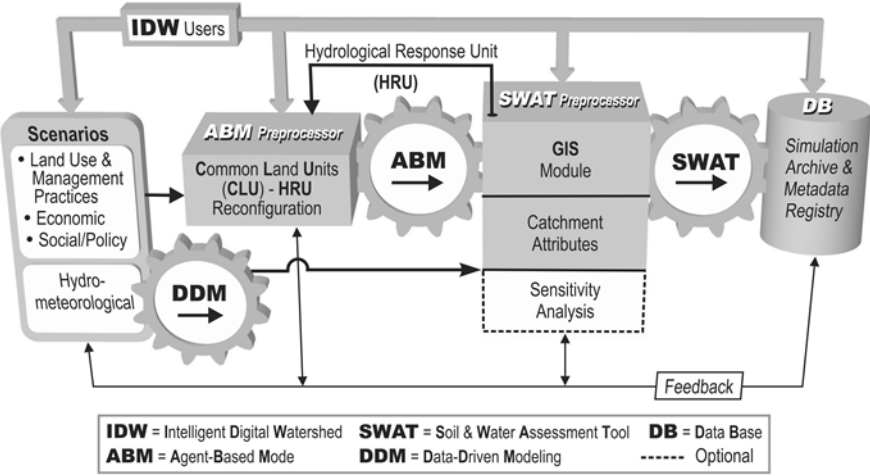 IDW Users
Hydrological Response Unit
(HRU)
Scenarios
• Land Use &
Management
Practices
• Economic
• Social/Policy
Hydro-
meteorological
DDM
ABM Preprocessor
Common Land Units
(CLU) - HRU
Reconfiguration
ABM
SWAT Preprocessor
GIS
Module
Catchment
Attributes
Sensitivity
Analysis
SWAT
DB
Simulation
Archive &
Metadata
Registry
Feedback
IDW = Intelligent Digital Watershed SWAT = Soil & Water Assessment Tool DB = Data Base
ABM = Agent-Based Mode DDM = Data-Driven Modeling Optional